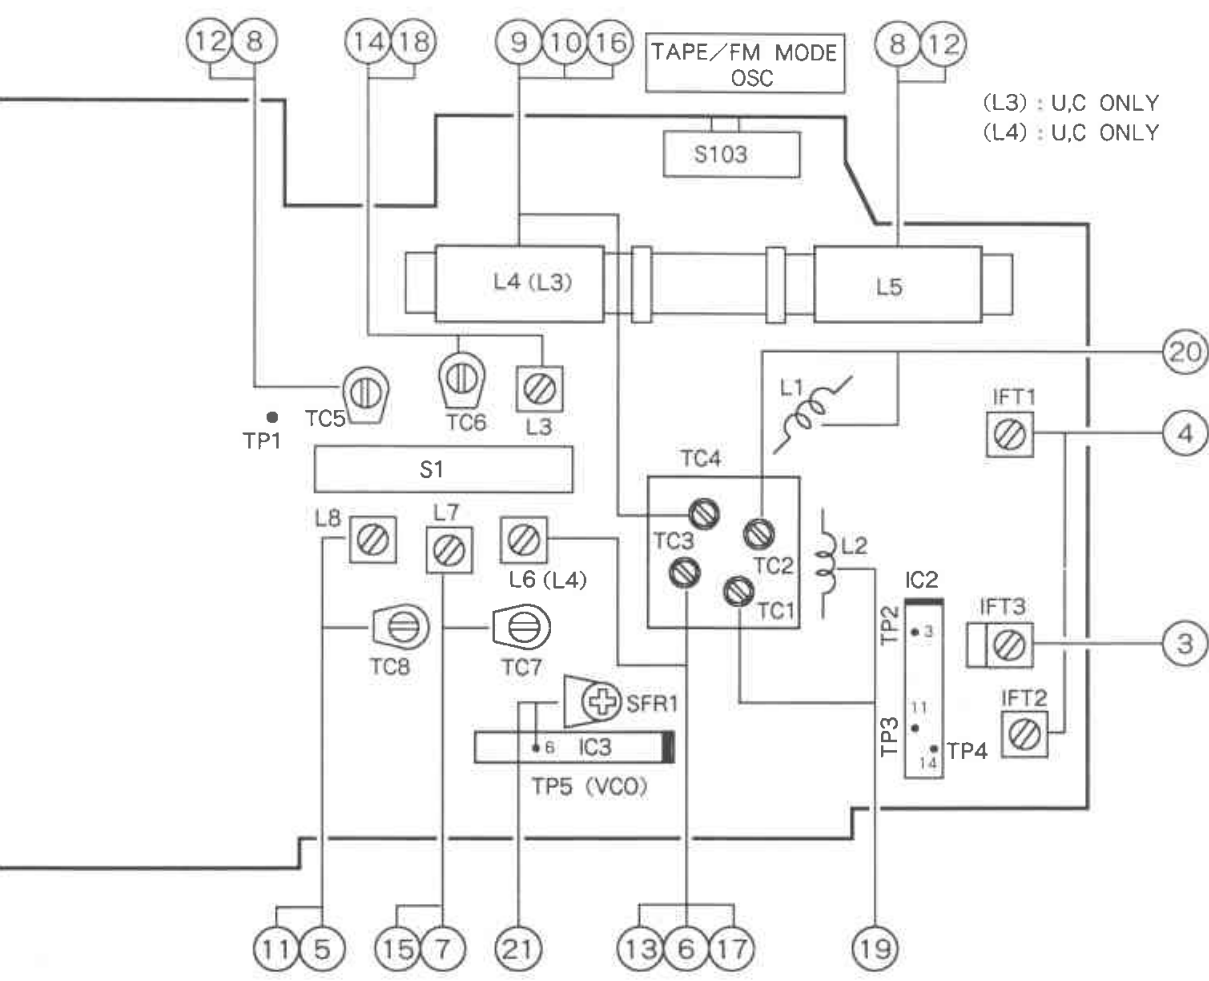 12 8 14 18 9 10 16 8 12
TAPE/FM MODE
OSC
(L3) : U,C ONLY
(L4) : U,C ONLY
S103
L4 (L3)
L5
20
L1
IFT1
TC5
TC6
L3
TP1
4
S1
TC4
L8
L7
TC3
L2
TC2
L6 (L4)
IC2
TC1
IFT3
TP2
3
3
TC8
TC7
SFR1
IFT2
11
TP3
6
IC3
14
TP4
TP5 (VCO)
11 5 15 7 21 13 6 17 19